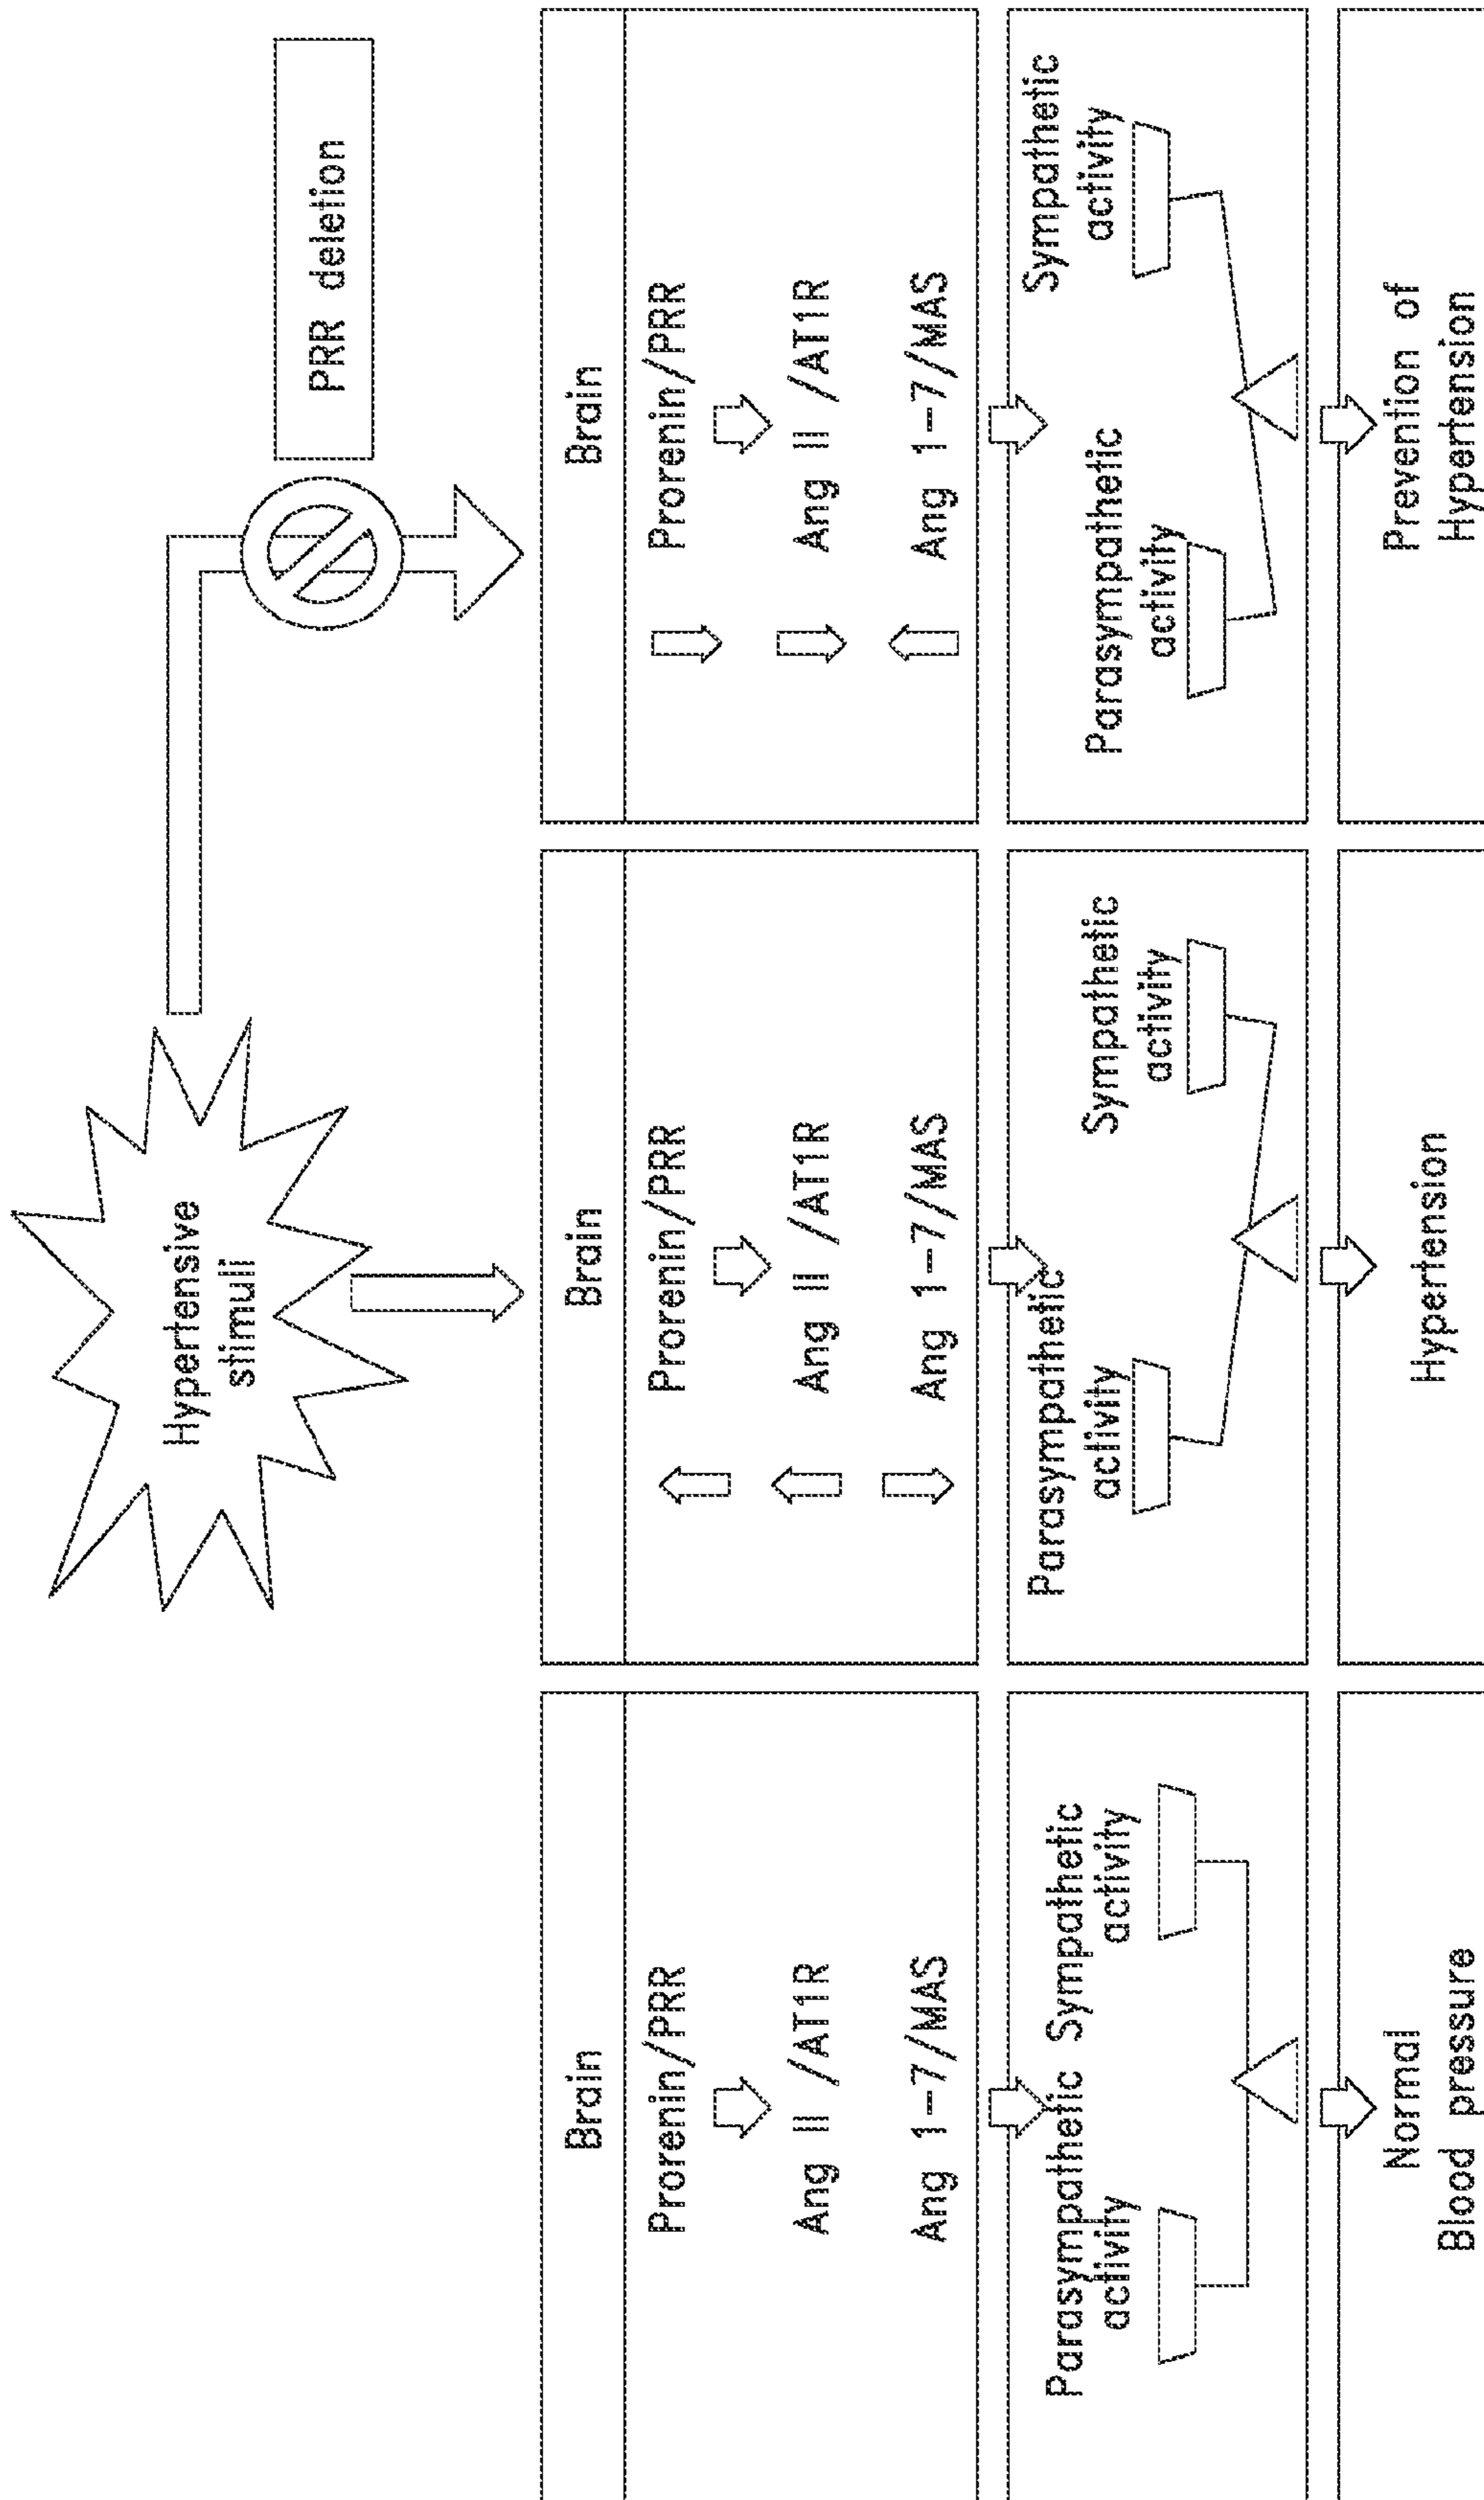 Hypertensive
stimuli
PRR deletion
Brain
Prorenin/PRR
Ang II /AT1R
Ang 1-7/MAS
Parasympathetic
activity
Sympathetic
activity
Normal
Blood pressure
Brain
Prorenin/PRR
Ang II /AT1R
Ang 1-7/MAS
Parasympathetic
activity
Sympathetic
activity
Hypertension
Brain
Prorenin/PRR
Ang II /AT1R
Ang 1-7/MAS
Parasympathetic
activity
Sympathetic
activity
Prevention of
Hypertension